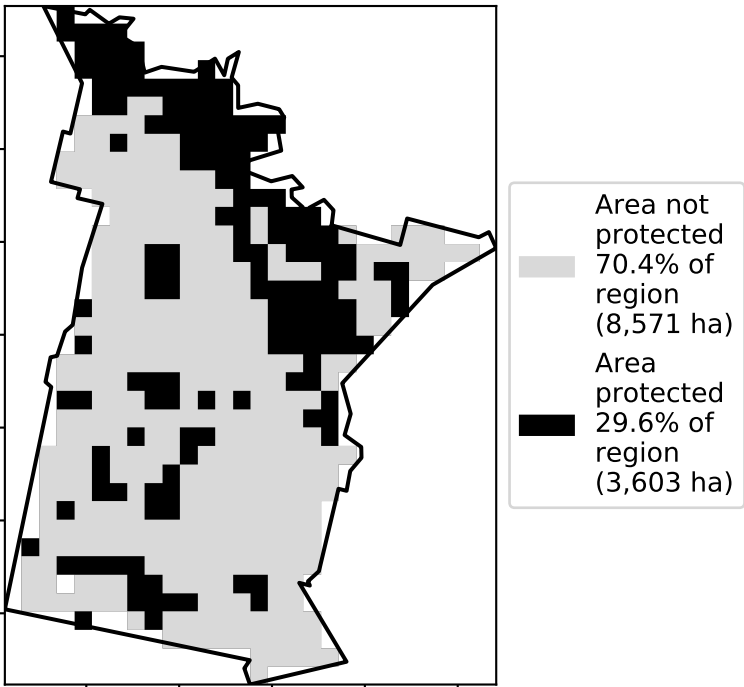 Area not
protected
70.4% of
region
(8,571 ha)
Area
protected
29.6% of
region
(3,603 ha)